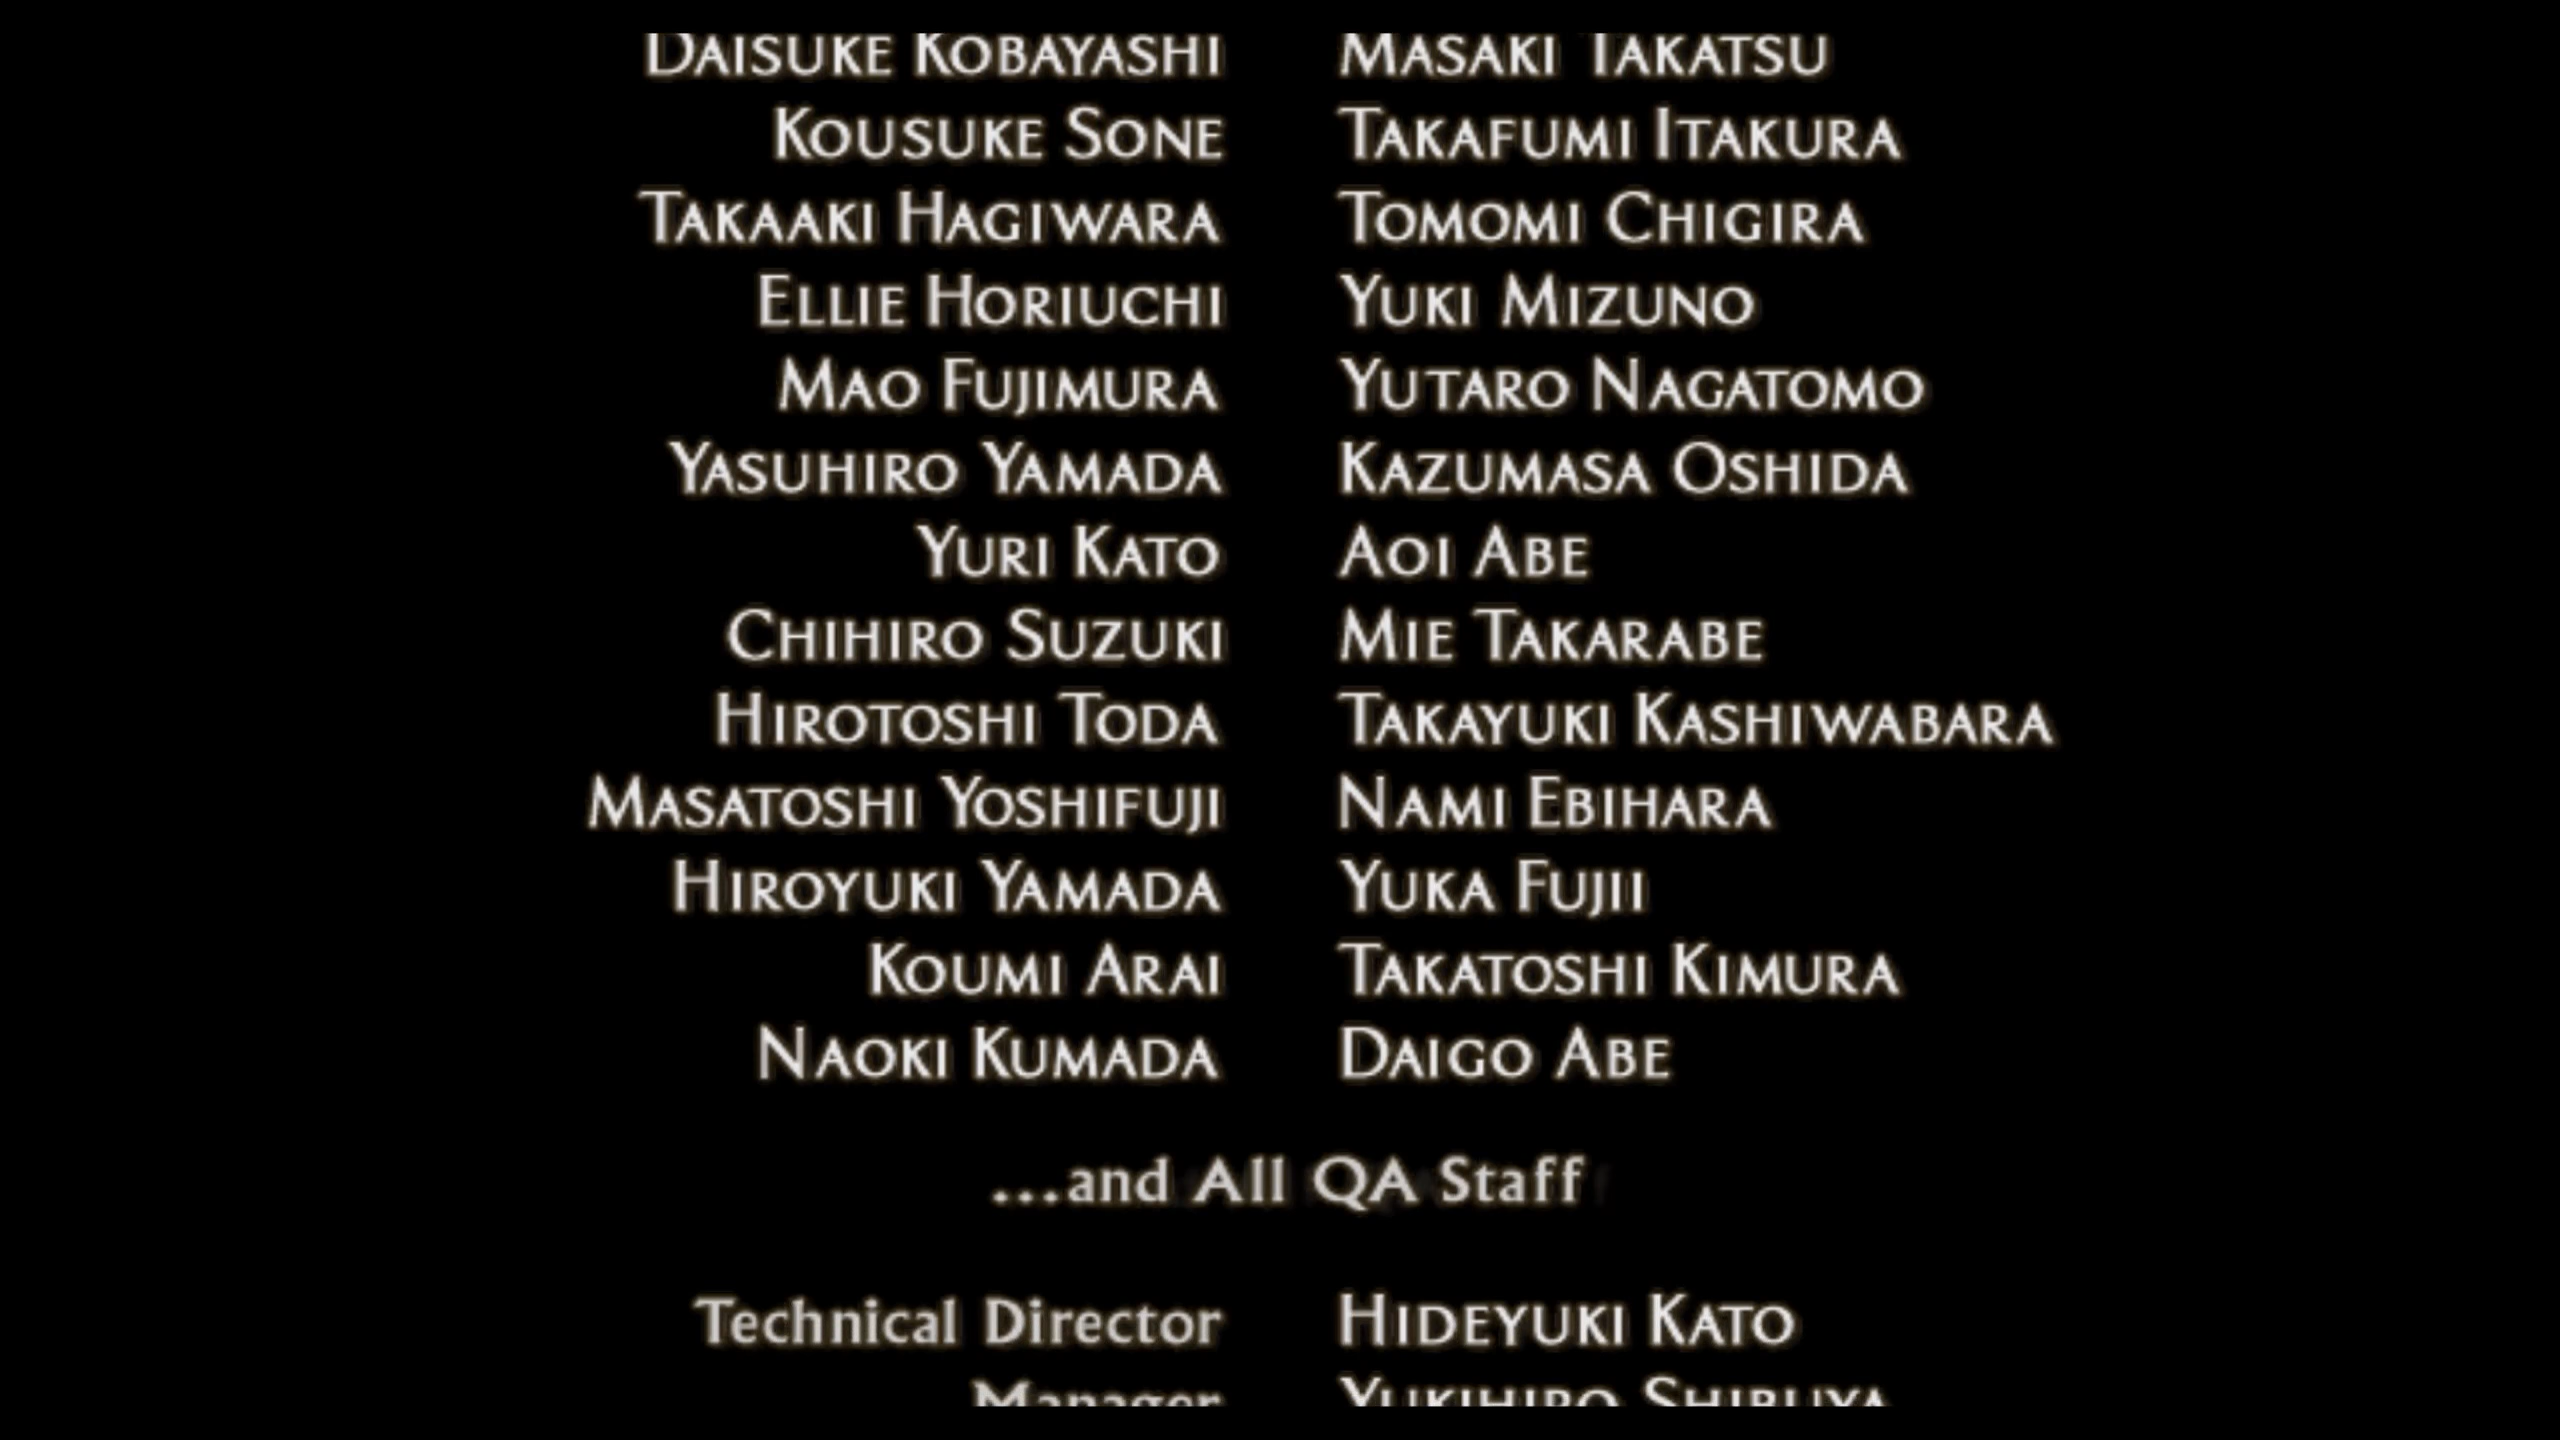 Daisuke Kobayashi Masaki Takatsu
Kousuke Sone Takafumi Itakura
Takaaki Hagiwara Tomomi Chigira
Ellie Horiuchi Yuki Mizuno
Mao Fujimura Yutaro Nagatomo
Yasuhiro Yamada Kazumasa Oshida
Yuri Kato Aoi Abe
Chihiro Suzuki Mie Takarabe
Hirotoshi Toda Takayuki Kashiwabara
Masatoshi Yoshifuji Nami Ebihara
Hiroyuki Yamada Yuka Fujii
Koumi Arai Takatoshi Kimura
Naoki Kumada Daigo Abe
...and All QA Staff
Technical Director Hideyuki Kato
Manager Yukihiro Shibuya